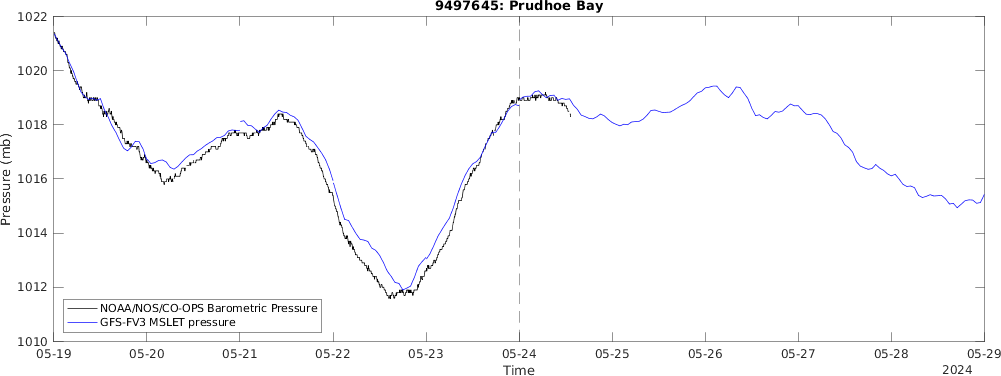 9497645: Prudhoe Bay
1022
1020
1018
1016
1014
1012
1010
Pressure (mb)
NOAA/NOS/CO-OPS Barometric Pressure
GFS-FV3 MSLET pressure
05-19 05-20 05-21 05-22 05-23 05-24 05-25 05-26 05-27 05-28 05-29
Time
2024